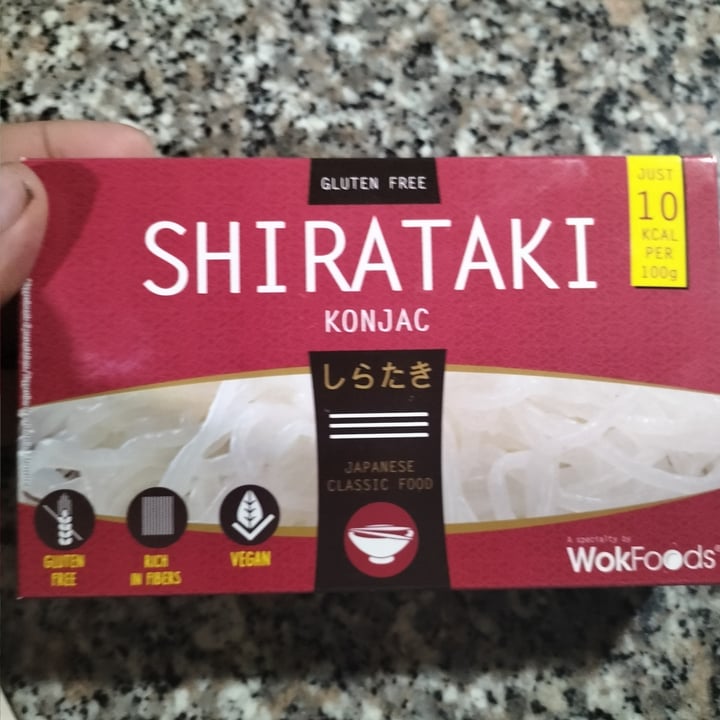 GLUTEN FREE
JUST
10
KCAL
PER
100g
SHIRATAKI
KONJAC
しらたき
JAPANESE
CLASSIC FOOD
GLUTEN
FREE
RICH
IN FIBERS
VEGAN
A specialty by
WokFoods